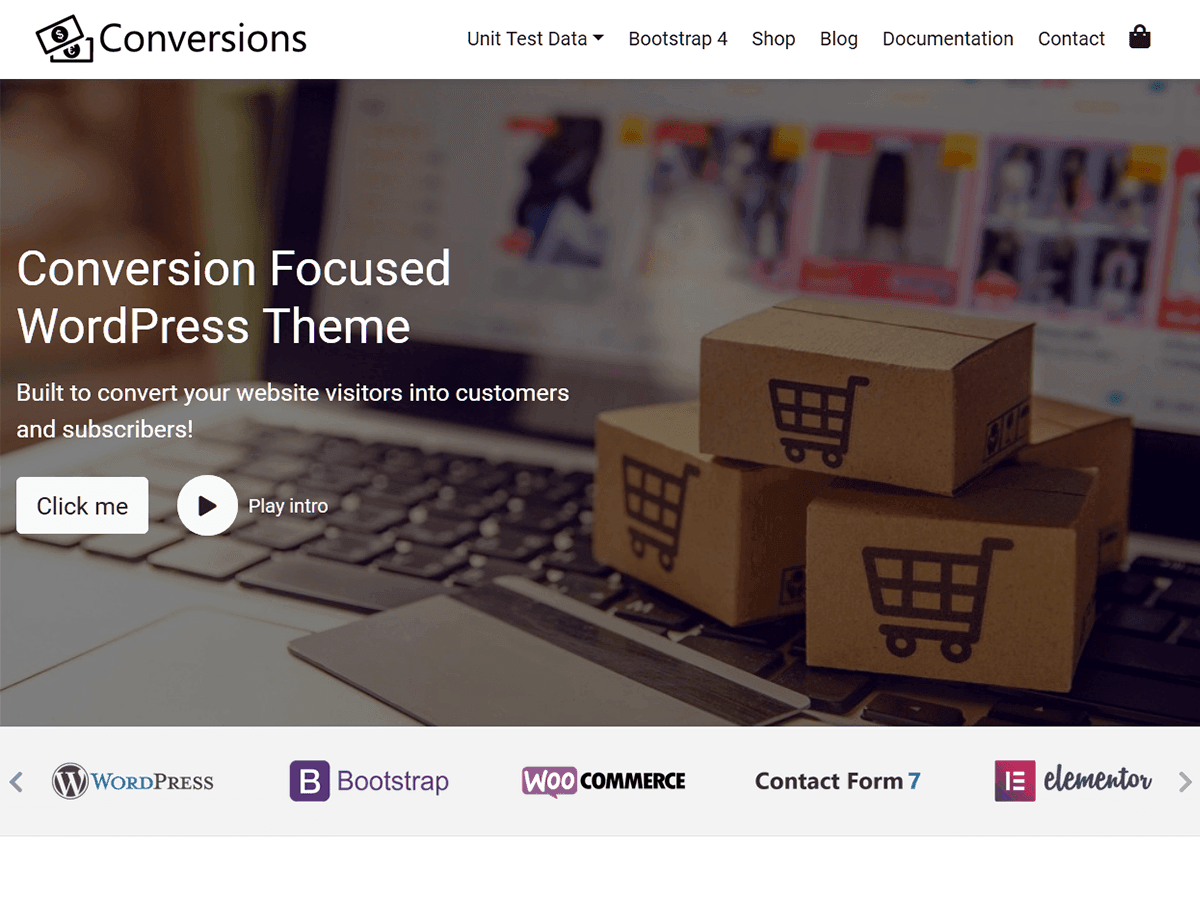 Conversions
Unit Test Data
Bootstrap 4
Shop
Blog
Documentation
Contact
Conversion Focused
WordPress Theme
Built to convert your website visitors into customers
and subscribers!
Click me
Play intro
WORDPRESS
B Bootstrap
WOO COMMERCE
Contact Form 7
elementor